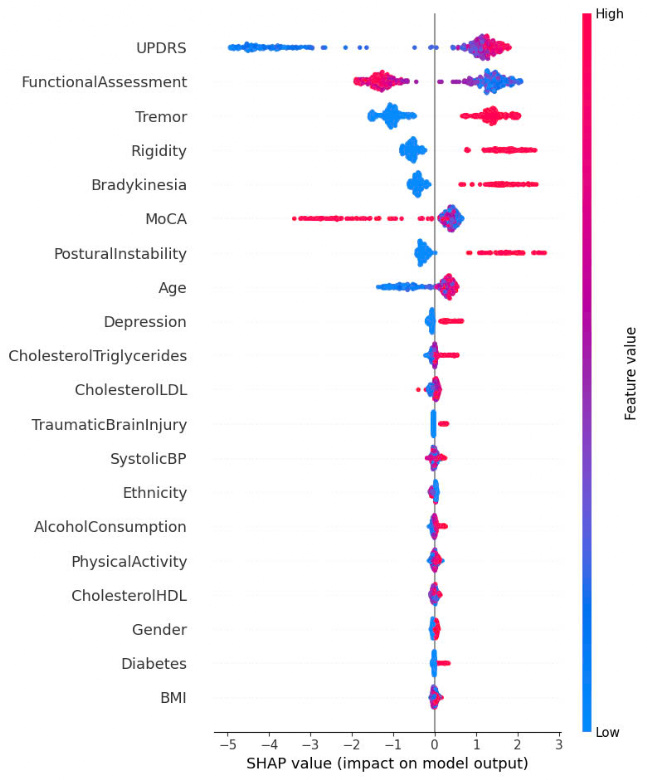 High
UPDRS
FunctionalAssessment
Tremor
Rigidity
Bradykinesia
MoCA
PosturalInstability
Age
Depression
CholesterolTriglycerides
CholesterolLDL
TraumaticBrainInjury
SystolicBP
Ethnicity
AlcoholConsumption
PhysicalActivity
CholesterolHDL
Gender
Diabetes
BMI
Feature value
Low
−5 −4 −3 −2 −1 0 1 2 3
SHAP value (impact on model output)